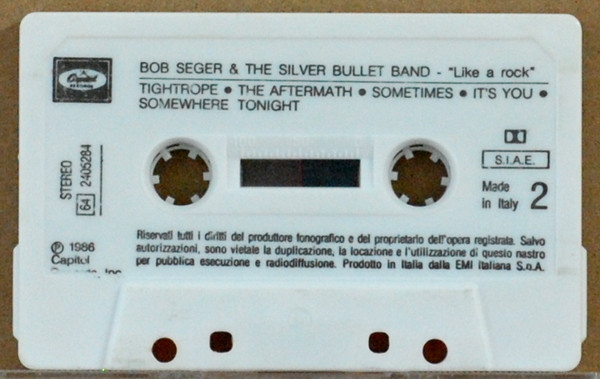 BOB SEGER & THE SILVER BULLET BAND - "Like a rock"
Capitol
RECORDS
TIGHTROPE • THE AFTERMATH • SOMETIMES • IT'S YOU •
SOMEWHERE TONIGHT
STEREO
64 2405284
S.I.A.E.
Made
in Italy
2
Riservati tutti i diritti del produttore fonografico e del proprietario dell'opera registrata. Salvo
autorizzazioni, sono vietate la duplicazione, la locazione e l'utilizzazione di questo nastro
per pubblica esecuzione e radiodiffusione. Prodotto in Italia dalla EMI Italiana S.p.A.
℗ 1986
Capitol
Inc.